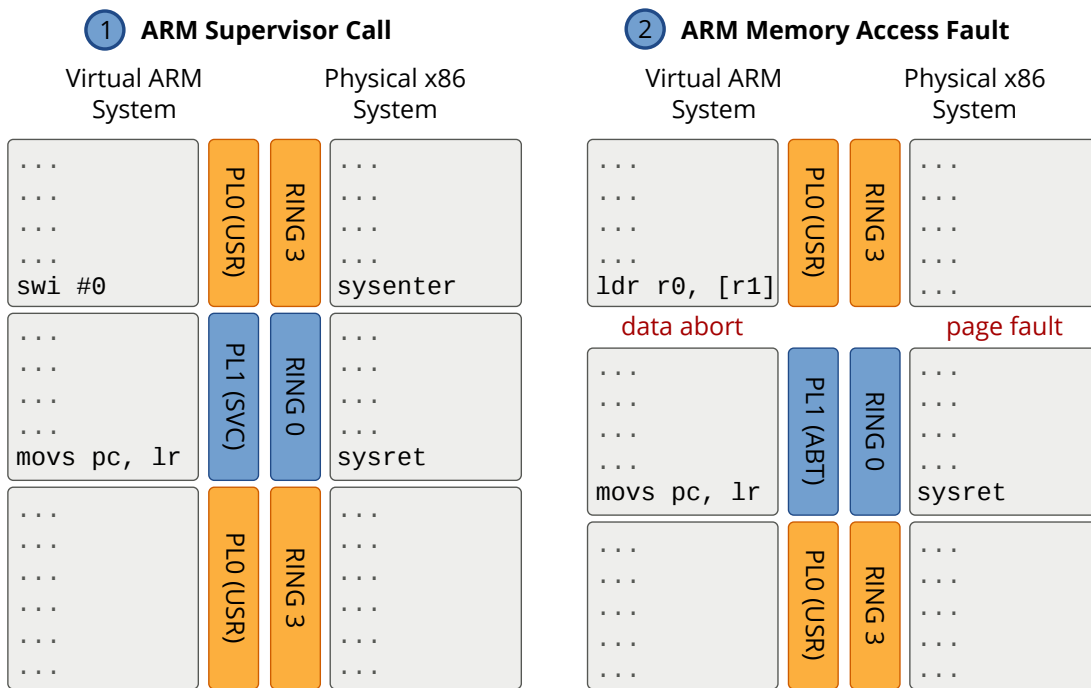 1 ARM Supervisor Call
Virtual ARM
System
Physical x86
System
...
...
...
...
swi #0
PL0 (USR)
RING 3
...
...
...
...
sysenter
...
...
...
...
movs pc, lr
PL1 (SVC)
RING 0
...
...
...
...
sysret
...
...
...
...
...
...
PL0 (USR)
RING 3
...
...
...
...
...
...
2 ARM Memory Access Fault
Virtual ARM
System
Physical x86
System
...
...
...
...
ldr r0, [r1]
PL0 (USR)
RING 3
...
...
...
...
...
data abort
page fault
...
...
...
...
movs pc, lr
PL1 (ABT)
RING 0
...
...
...
...
sysret
...
...
...
...
...
PL0 (USR)
RING 3
...
...
...
...
...